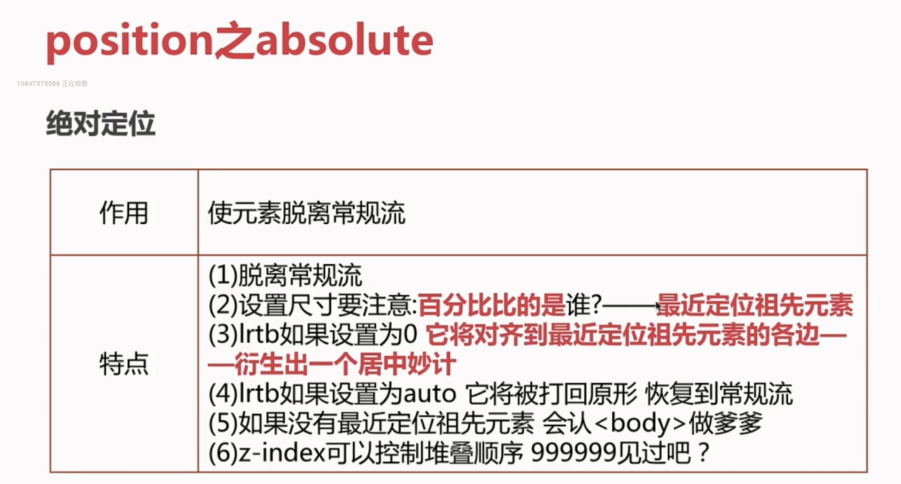 position之absolute
10647373098 正在观看
绝对定位
作用
使元素脱离常规流
特点
(1)脱离常规流
(2)设置尺寸要注意:百分比比的是谁?——最近定位祖先元素
(3)lrtb如果设置为0 它将对齐到最近定位祖先元素的各边—
—衍生出一个居中妙计
(4)lrtb如果设置为auto 它将被打回原形 恢复到常规流
(5)如果没有最近定位祖先元素 会认<body>做爹爹
(6)z-index可以控制堆叠顺序 999999见过吧？